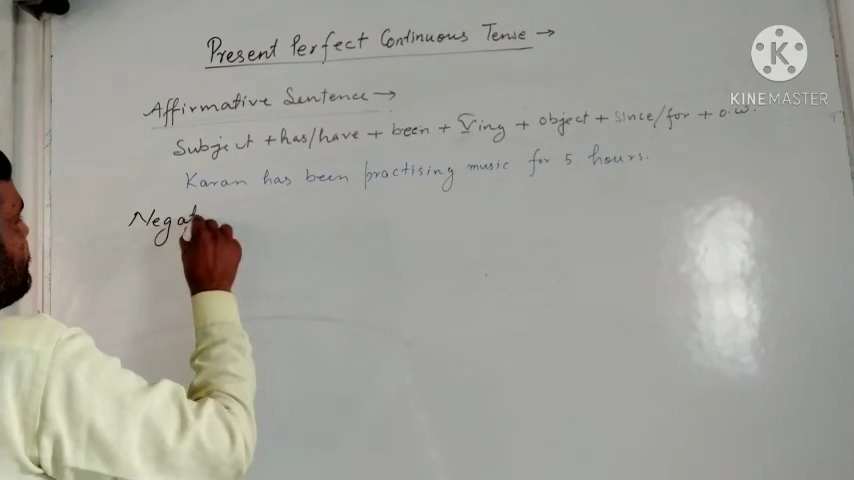 Present Perfect Continuous Tense →
Affirmative Sentence →
Subject + has/have + been + Ving + object + since/for + o.w.
Karan has been practising music for 5 hours.
Negat
K
KINEMASTER